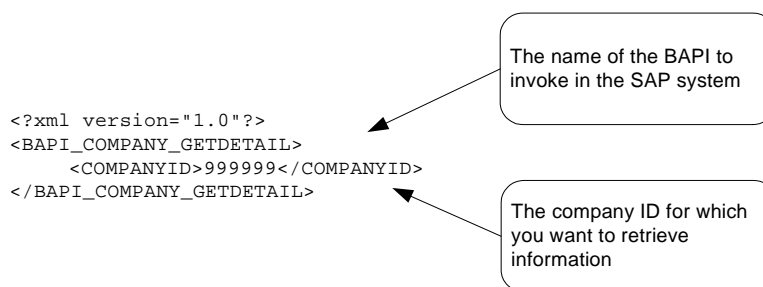 The name of the BAPI to
invoke in the SAP system
<?xml version="1.0"?>
<BAPI_COMPANY_GETDETAIL>
<COMPANYID>999999</COMPANYID>
</BAPI_COMPANY_GETDETAIL>
The company ID for which
you want to retrieve
information